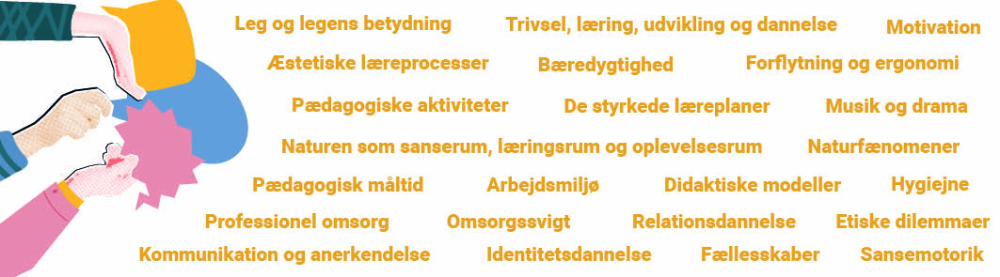 Leg og legens betydning Trivsel, læring, udvikling og dannelse Motivation
Æstetiske læreprocesser Bæredygtighed Forflytning og ergonomi
Pædagogiske aktiviteter De styrkede læreplaner Musik og drama
Naturen som sanserum, læringsrum og oplevelsesrum Naturfænomener
Pædagogisk måltid Arbejdsmiljø Didaktiske modeller Hygiejne
Professionel omsorg Omsorgssvigt Relationsdannelse Etiske dilemmaer
Kommunikation og anerkendelse Identitetsdannelse Fællesskaber Sansemotorik